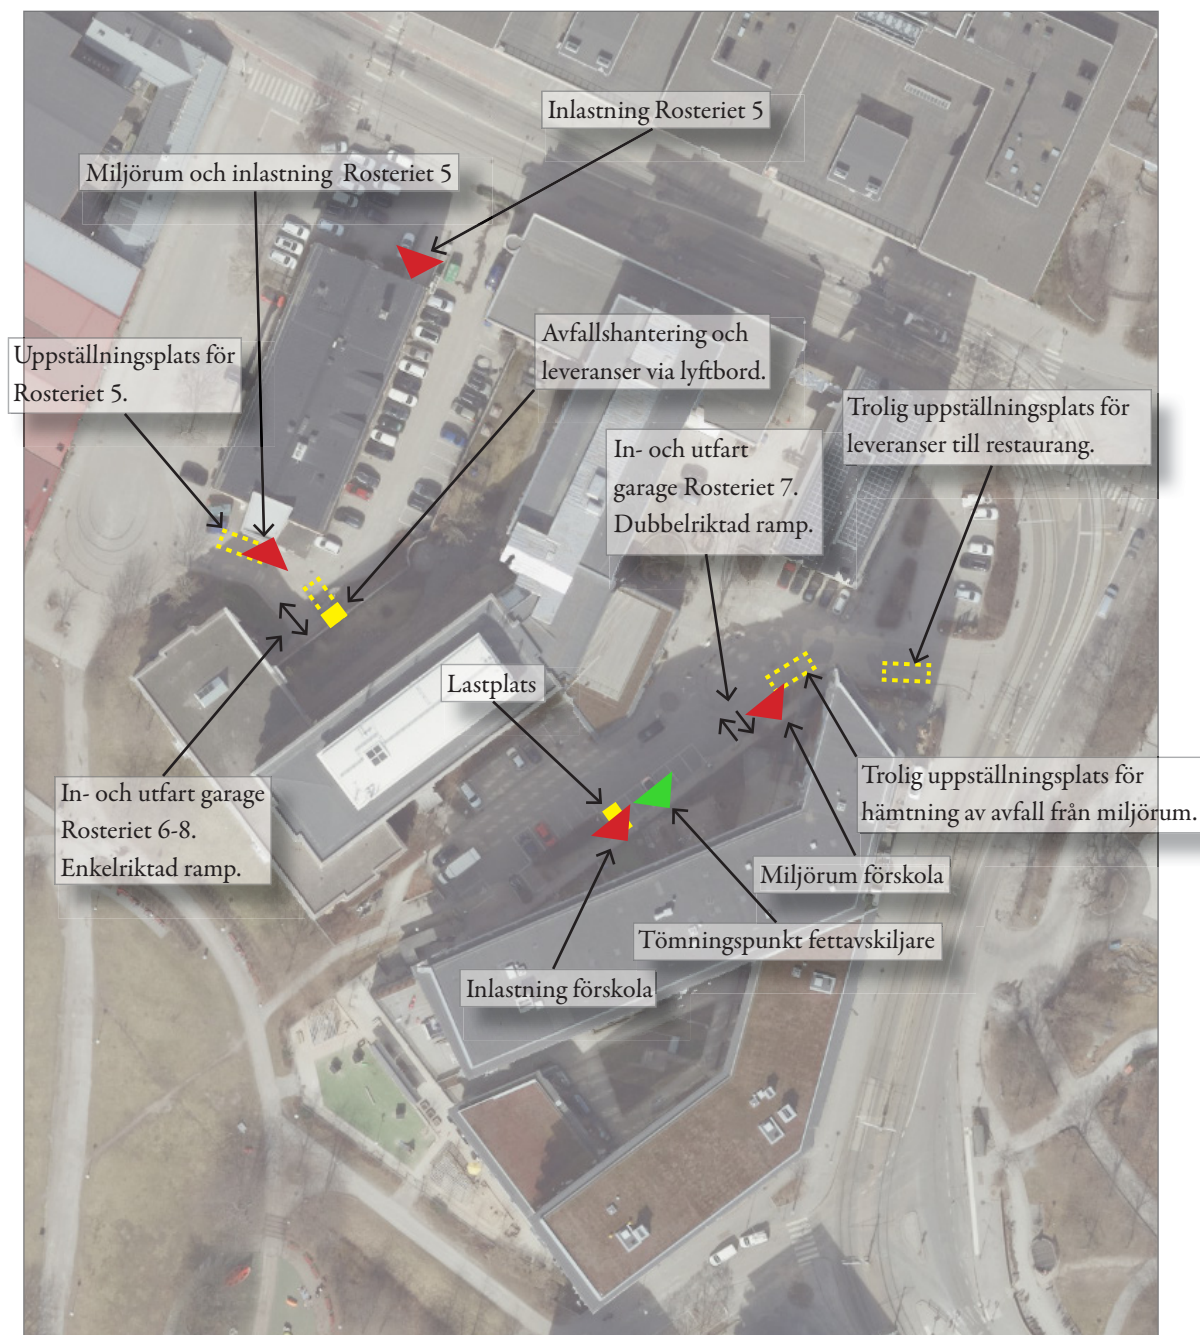 Inlastning Rosteriet 5
Miljörum och inlastning Rosteriet 5
Avfallshantering och
leveranser via lyftbord.
Uppställningsplats för
Rosteriet 5.
Trolig uppställningsplats för
leveranser till restaurang.
In- och utfart
garage Rosteriet 7.
Dubbelriktad ramp.
Lastplats
In- och utfart garage
Rosteriet 6-8.
Enkelriktad ramp.
Trolig uppställningsplats för
hämtning av avfall från miljörum.
Miljörum förskola
Tömningspunkt fettavskiljare
Inlastning förskola